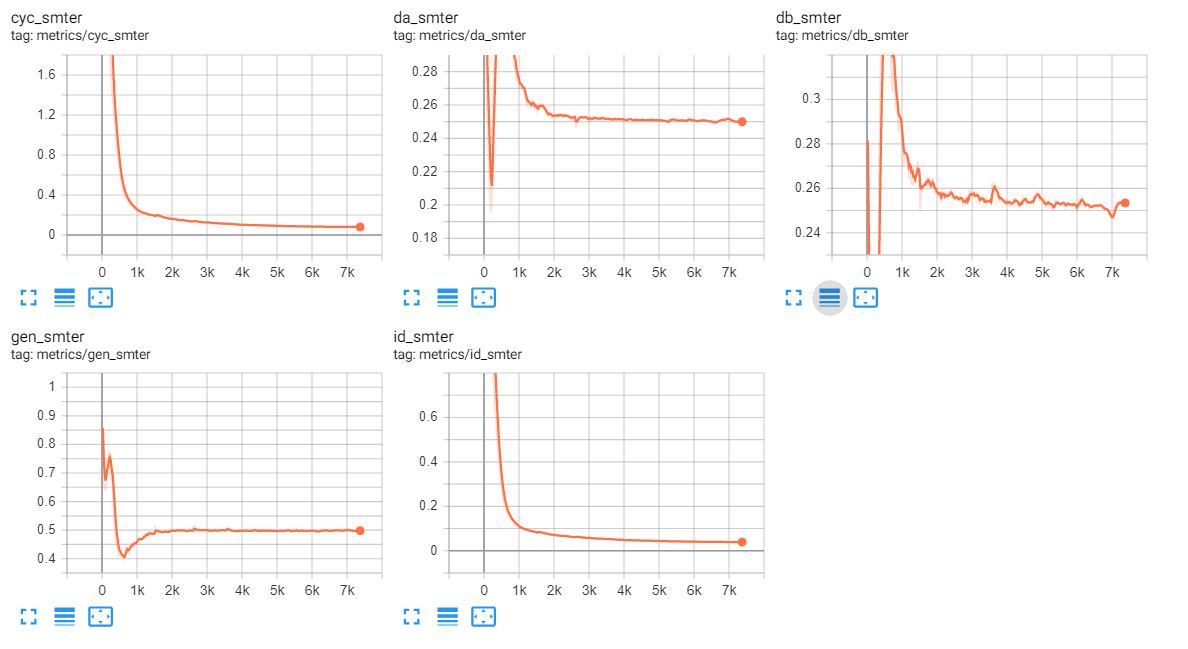 cyc_smter
tag: metrics/cyc_smter
1.6
1.2
0.8
0.4
0
0 1k 2k 3k 4k 5k 6k 7k
da_smter
tag: metrics/da_smter
0.28
0.26
0.24
0.22
0.2
0.18
0 1k 2k 3k 4k 5k 6k 7k
db_smter
tag: metrics/db_smter
0.3
0.28
0.26
0.24
0 1k 2k 3k 4k 5k 6k 7k
gen_smter
tag: metrics/gen_smter
1
0.9
0.8
0.7
0.6
0.5
0.4
0 1k 2k 3k 4k 5k 6k 7k
id_smter
tag: metrics/id_smter
0.6
0.4
0.2
0
0 1k 2k 3k 4k 5k 6k 7k